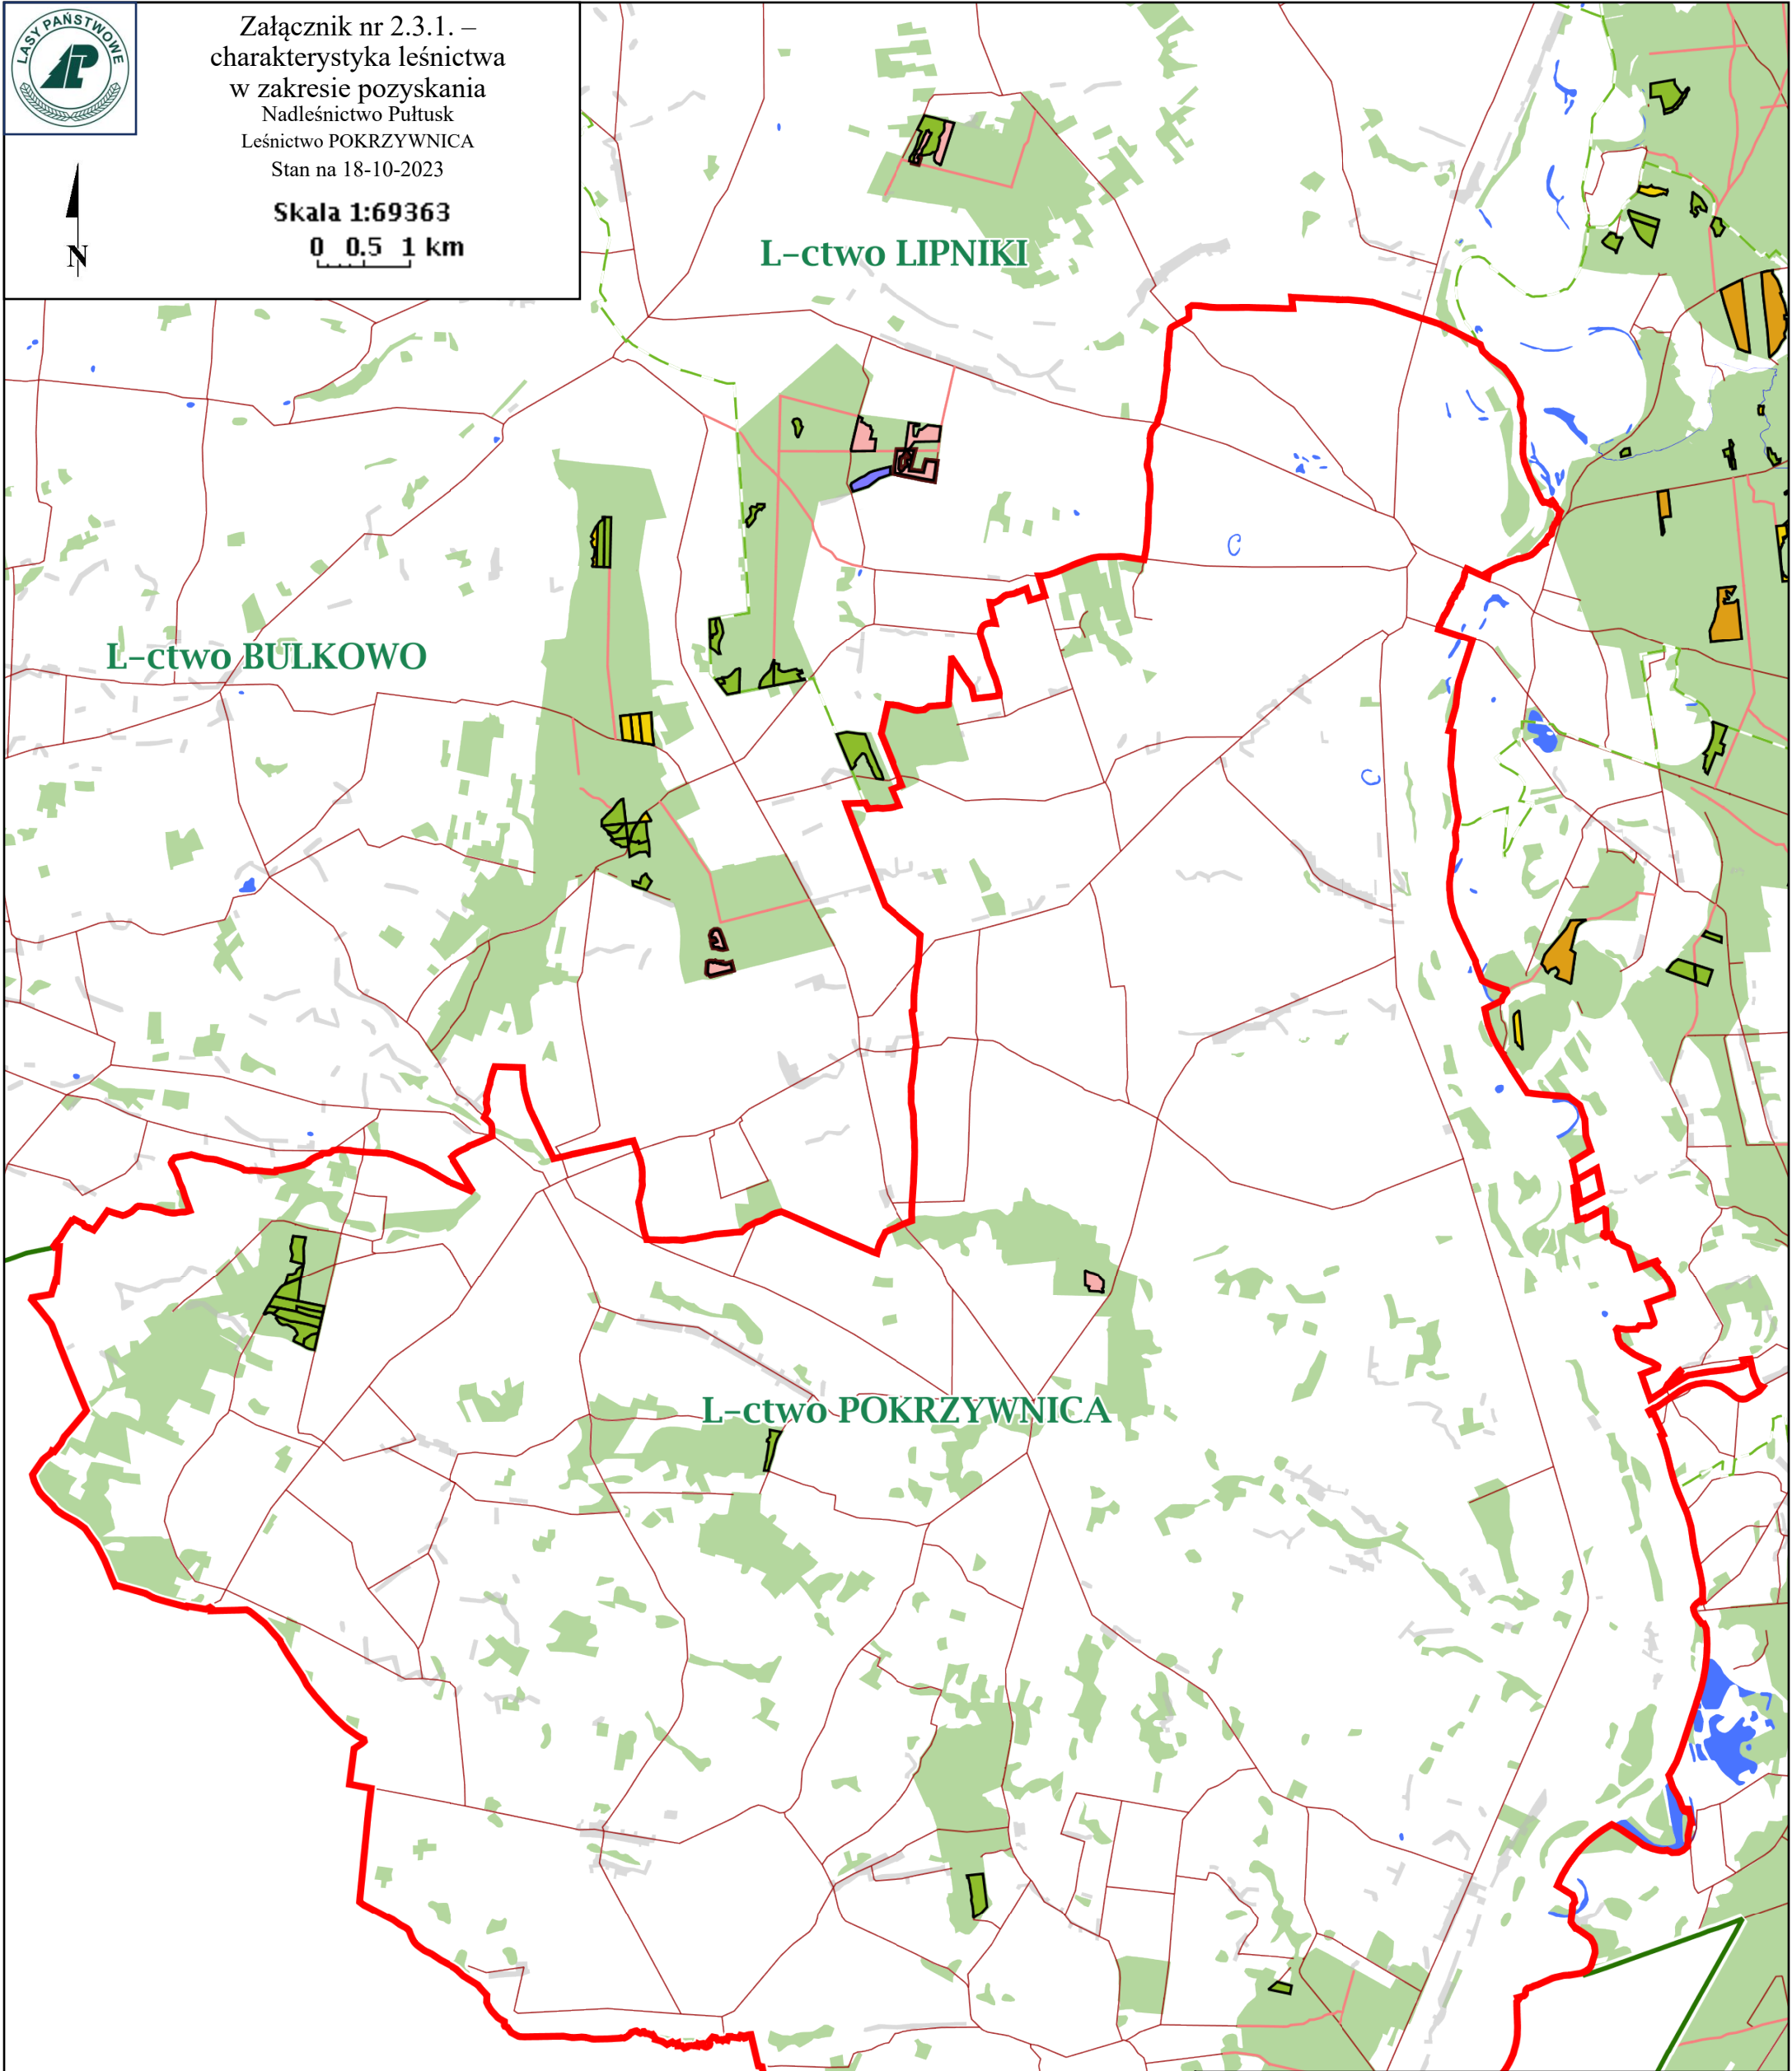 LASY PAŃSTWOWE
Załącznik nr 2.3.1. –
charakterystyka leśnictwa
w zakresie pozyskania
Nadleśnictwo Pułtusk
Leśnictwo POKRZYWNICA
Stan na 18-10-2023
Skala 1:69363
0 0.5 1 km
N
L-ctwo LIPNIKI
L-ctwo BULKOWO
L-ctwo POKRZYWNICA